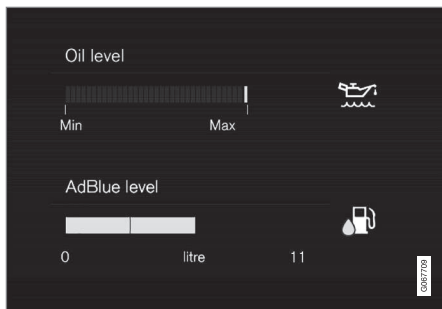 Oil level
Min Max
AdBlue level
0 litre 11
G067709